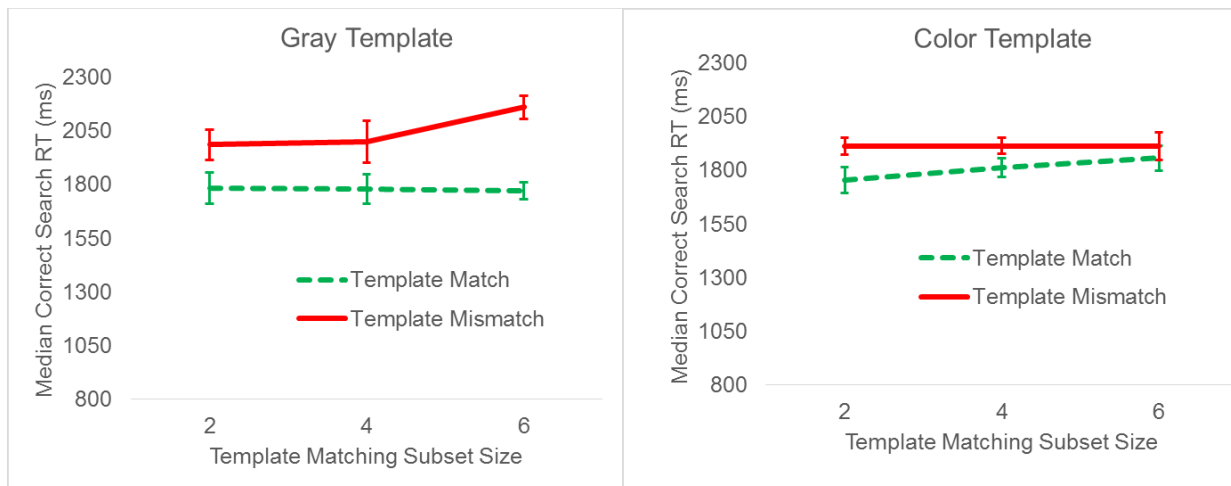 Gray Template
Median Correct Search RT (ms)
2300
2050
1800
1550
1300
1050
800
Template Match
Template Mismatch
2
4
6
Template Matching Subset Size
Color Template
Median Correct Search RT (ms)
2300
2050
1800
1550
1300
1050
800
Template Match
Template Mismatch
2
4
6
Template Matching Subset Size